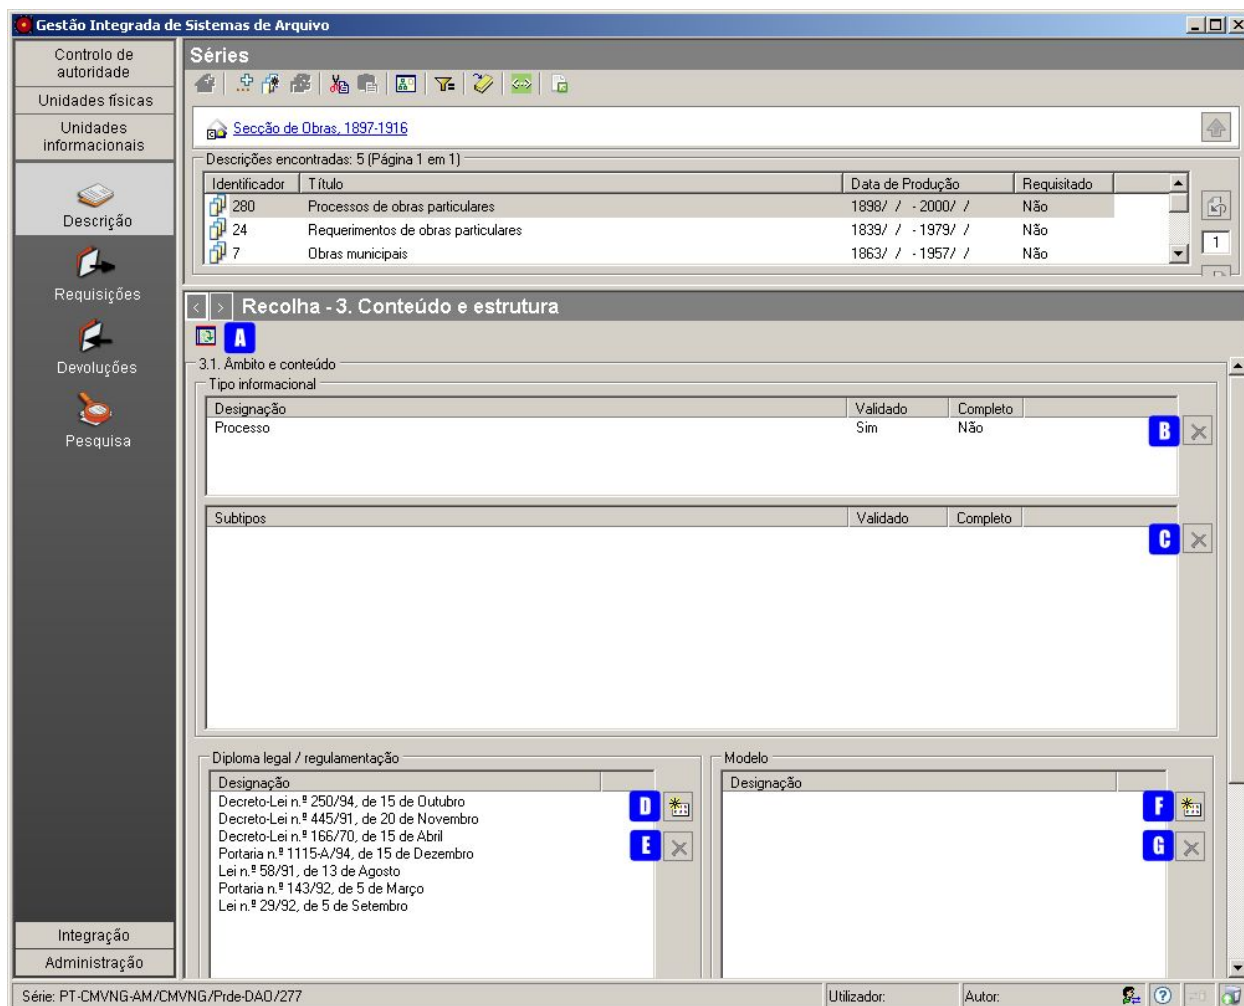 Gestão Integrada de Sistemas de Arquivo
Controlo de
autoridade
Unidades físicas
Unidades
informacionais
Descrição
Requisições
Devoluções
Pesquisa
Integração
Administração
Séries
Secção de Obras, 1897-1916
Descrições encontradas: 5 (Página 1 em 1)
Identificador Título Data de Produção Requisitado
280 Processos de obras particulares 1898/ / - 2000/ / Não
24 Requerimentos de obras particulares 1839/ / - 1979/ / Não
7 Obras municipais 1863/ / - 1957/ / Não
1
< > Recolha - 3. Conteúdo e estrutura
A
3.1. Âmbito e conteúdo
Tipo informacional
Designação Validado Completo
Processo Sim Não
B
Subtipos Validado Completo
C
Diploma legal / regulamentação
Designação
Decreto-Lei n.º 250/94, de 15 de Outubro
Decreto-Lei n.º 445/91, de 20 de Novembro
Decreto-Lei n.º 166/70, de 15 de Abril
Portaria n.º 1115-A/94, de 15 de Dezembro
Lei n.º 58/91, de 13 de Agosto
Portaria n.º 143/92, de 5 de Março
Lei n.º 29/92, de 5 de Setembro
D
E
Modelo
Designação
F
G
Série: PT-CMVNG-AM/CMVNG/Prde-DAO/277 Utilizador: Autor: